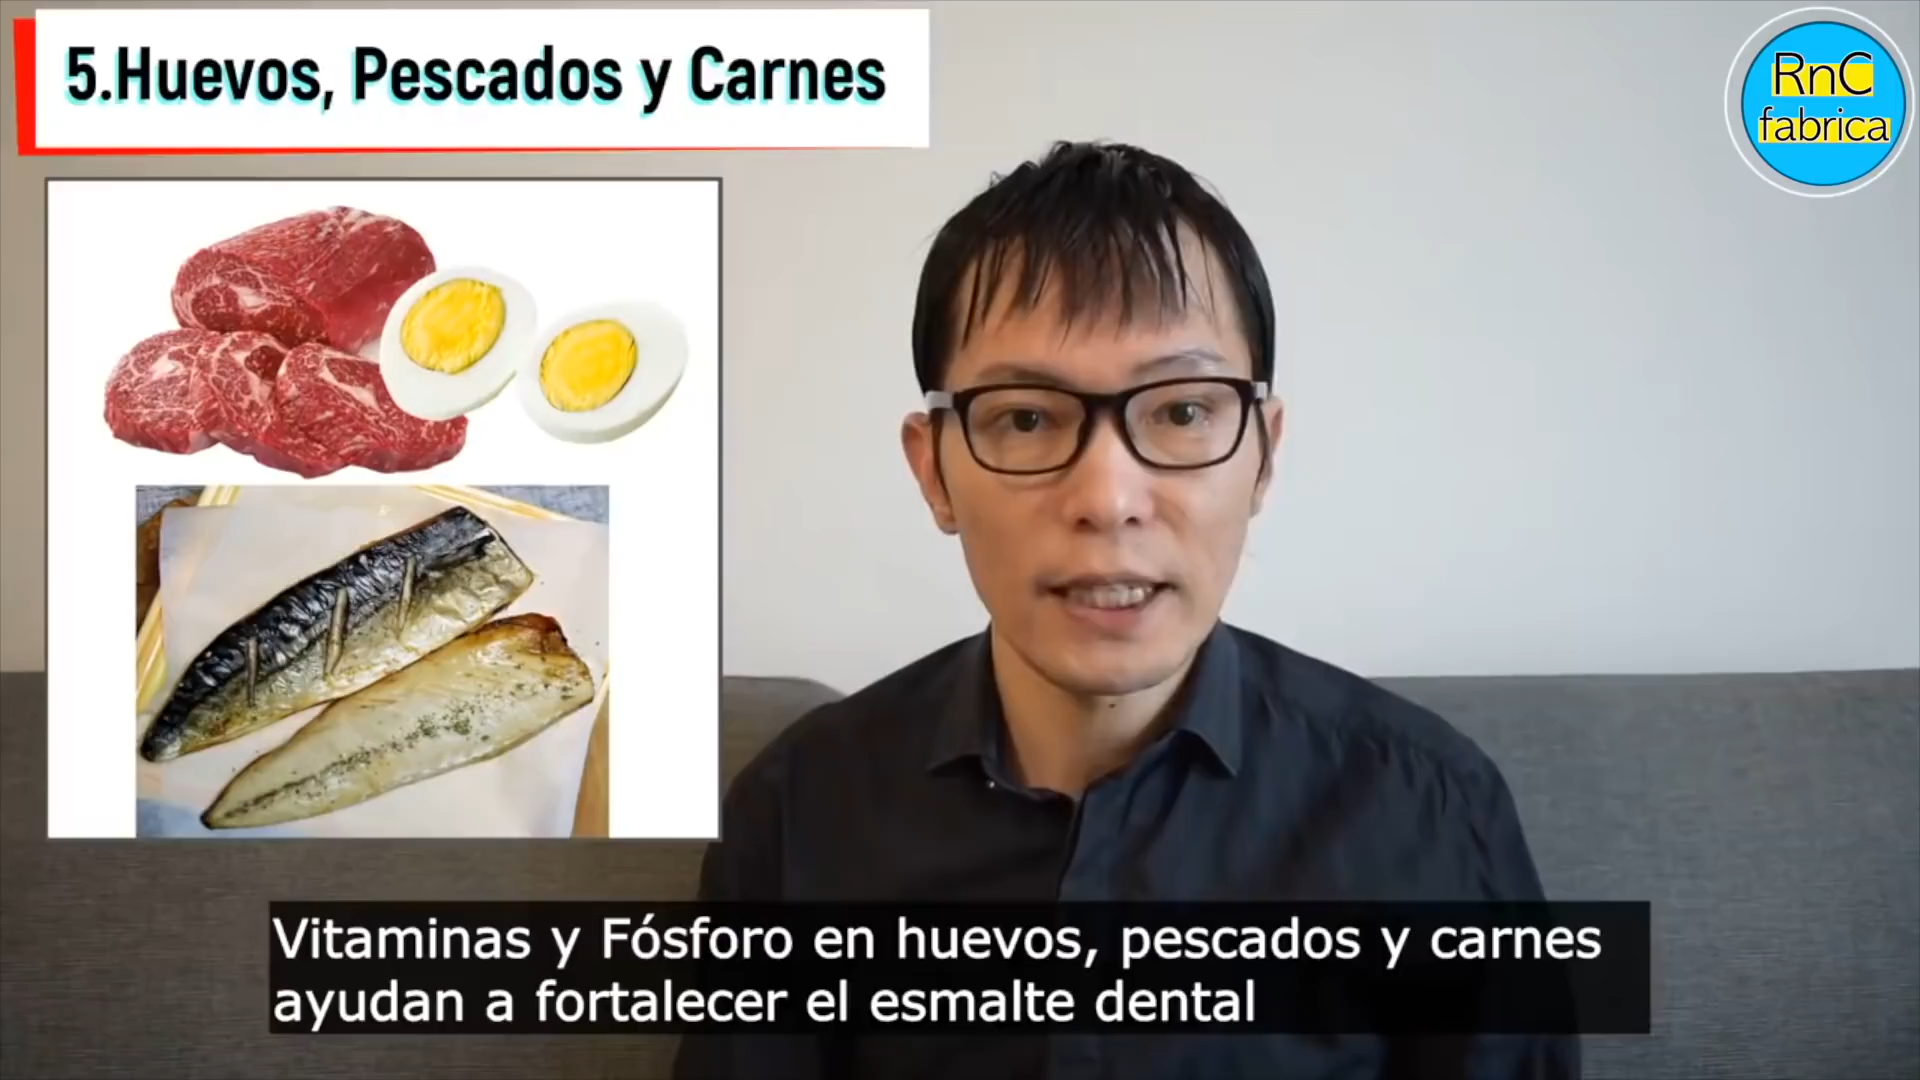 5.Huevos, Pescados y Carnes
RnC
fabrica
Vitaminas y Fósforo en huevos, pescados y carnes
ayudan a fortalecer el esmalte dental